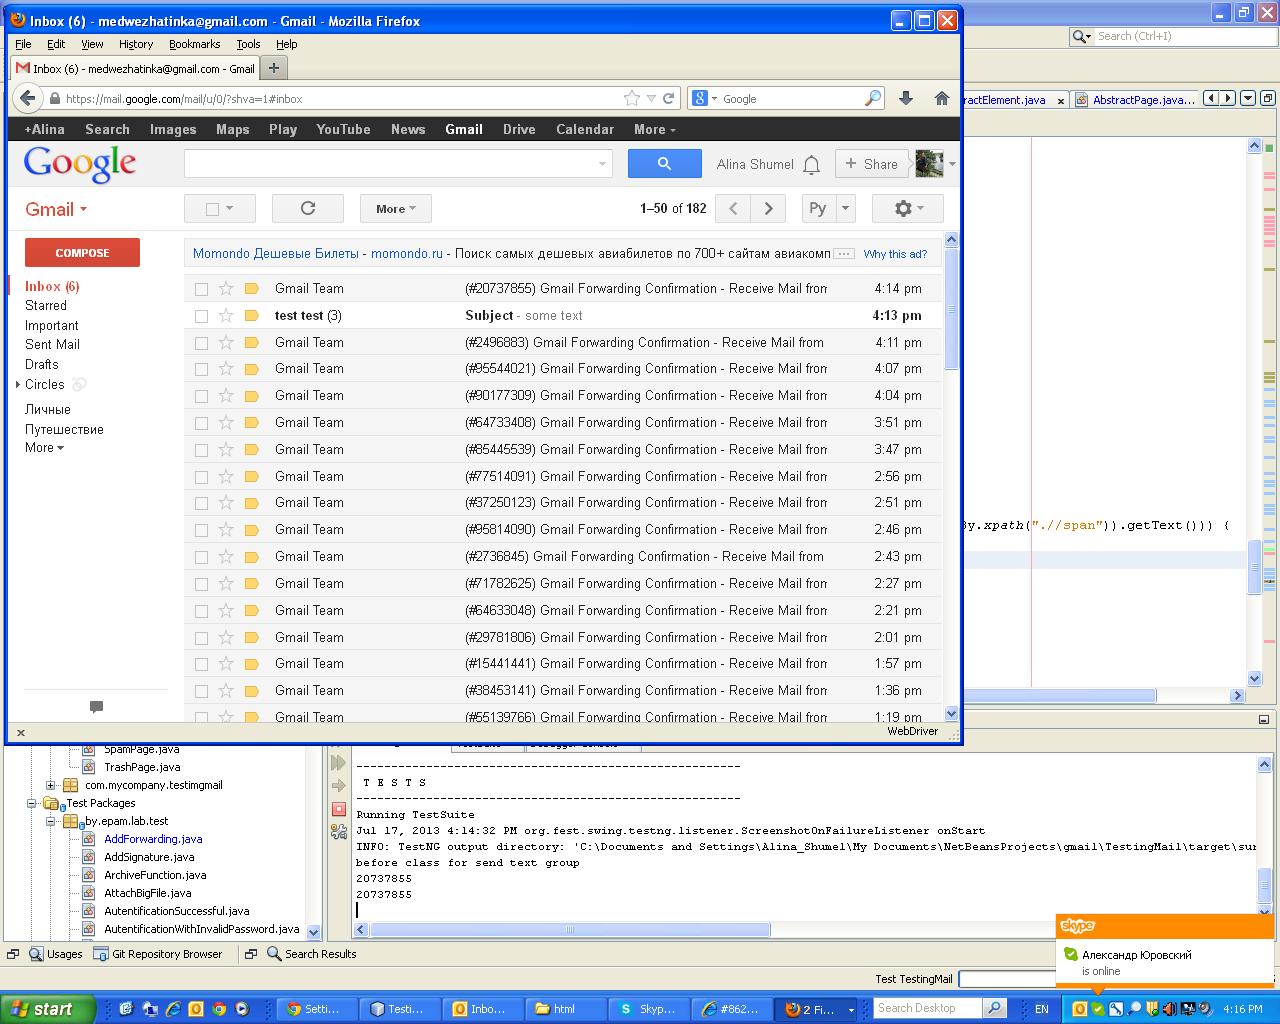 Inbox (6) - medwezhatinka@gmail.com - Gmail - Mozilla Firefox
File Edit View History Bookmarks Tools Help
Inbox (6) - medwezhatinka@gmail.com - Gmail +
https://mail.google.com/mail/u/0/?shva=1#inbox
Google
Search (Ctrl+I)
ractElement.java x AbstractPage.java...
+Alina Search Images Maps Play YouTube News Gmail Drive Calendar More
Google
Alina Shumel + Share
Gmail
More
1–50 of 182
Py
COMPOSE
Inbox (6)
Starred
Important
Sent Mail
Drafts
Circles
Личные
Путешествие
More
Momondo Дешевые Билеты - momondo.ru - Поиск самых дешевых авиабилетов по 700+ сайтам авиакомп Why this ad?
Gmail Team (#20737855) Gmail Forwarding Confirmation - Receive Mail from 4:14 pm
test test (3) Subject - some text 4:13 pm
Gmail Team (#2496883) Gmail Forwarding Confirmation - Receive Mail from 4:11 pm
Gmail Team (#95544021) Gmail Forwarding Confirmation - Receive Mail from 4:07 pm
Gmail Team (#90177309) Gmail Forwarding Confirmation - Receive Mail from 4:04 pm
Gmail Team (#64733408) Gmail Forwarding Confirmation - Receive Mail from 3:51 pm
Gmail Team (#85445539) Gmail Forwarding Confirmation - Receive Mail from 3:47 pm
Gmail Team (#77514091) Gmail Forwarding Confirmation - Receive Mail from 2:56 pm
Gmail Team (#37250123) Gmail Forwarding Confirmation - Receive Mail from 2:51 pm
Gmail Team (#95814090) Gmail Forwarding Confirmation - Receive Mail from 2:46 pm
Gmail Team (#2736845) Gmail Forwarding Confirmation - Receive Mail from 2:43 pm
Gmail Team (#71782625) Gmail Forwarding Confirmation - Receive Mail from 2:27 pm
Gmail Team (#64633048) Gmail Forwarding Confirmation - Receive Mail from 2:21 pm
Gmail Team (#29781806) Gmail Forwarding Confirmation - Receive Mail from 2:01 pm
Gmail Team (#15441441) Gmail Forwarding Confirmation - Receive Mail from 1:57 pm
Gmail Team (#38453141) Gmail Forwarding Confirmation - Receive Mail from 1:36 pm
Gmail Team (#55139766) Gmail Forwarding Confirmation - Receive Mail from 1:19 pm
By.xpath(".//span")).getText())) {
x WebDriver
SpamPage.java
TrashPage.java
com.mycompany.testimgmail
Test Packages
by.epam.lab.test
AddForwarding.java
AddSignature.java
ArchiveFunction.java
AttachBigFile.java
AutentificationSuccessful.java
AutentificationWithInvalidPassword.java
-------------------------------------------------------
T E S T S
-------------------------------------------------------
Running TestSuite
Jul 17, 2013 4:14:32 PM org.fest.swing.testng.listener.ScreenshotOnFailureListener onStart
INFO: TestNG output directory: 'C:\Documents and Settings\Alina_Shumel\My Documents\NetBeansProjects\gmail\TestingMail\target\sur
before class for send text group
20737855
20737855
Usages Git Repository Browser Search Results
Test TestingMail
skype
Александр Юровский
is online
start Setti... Testi... Inbo... html Skyp... #862... 2 Fi... Search Desktop EN 4:16 PM